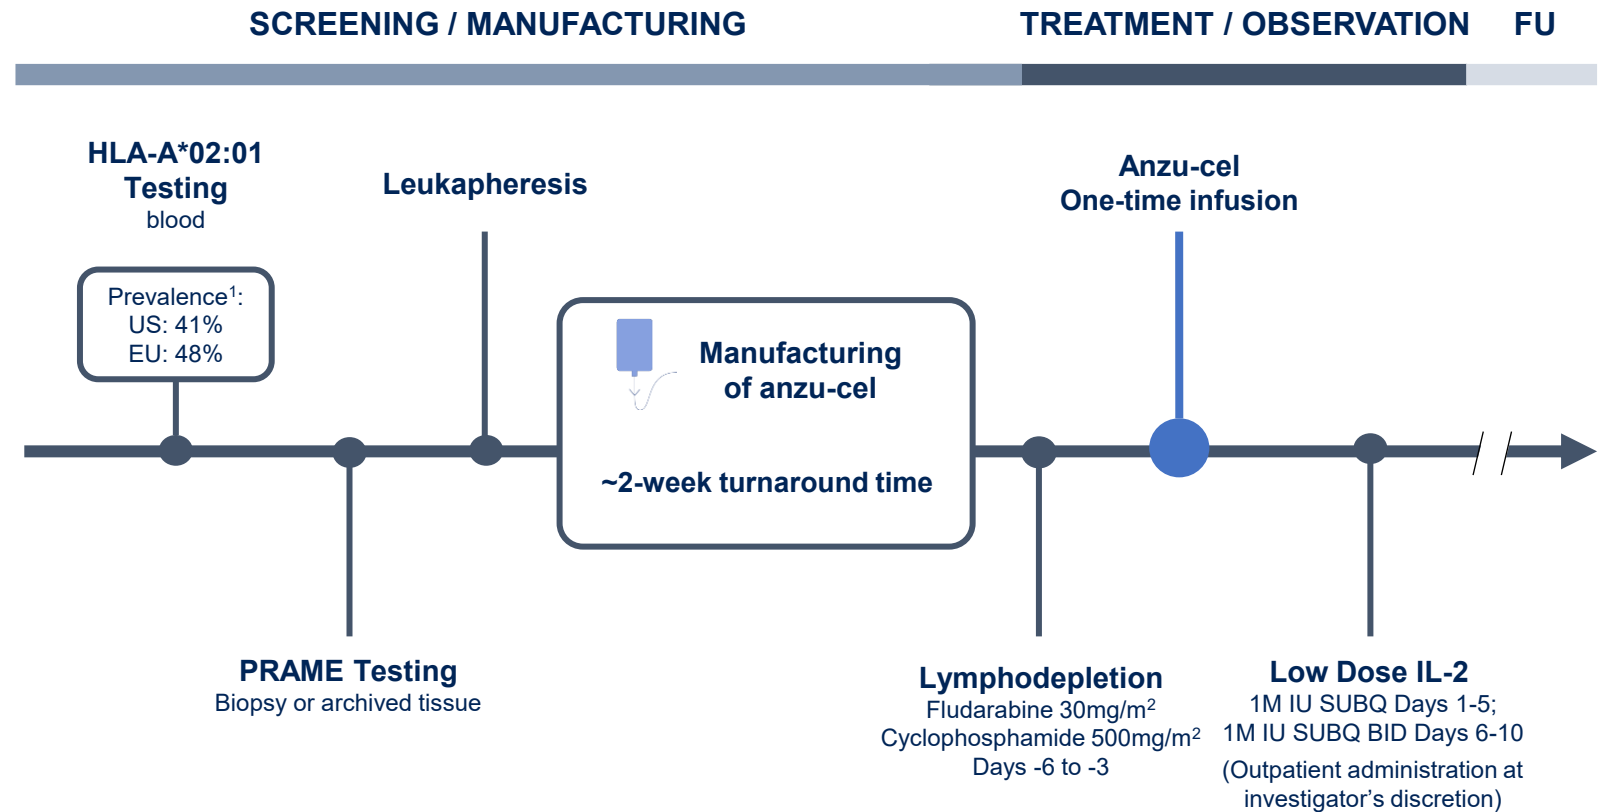 SCREENING / MANUFACTURING
TREATMENT / OBSERVATION
FU
HLA-A*02:01
Testing
blood
Prevalence¹:
US: 41%
EU: 48%
Leukapheresis
Manufacturing
of anzu-cel
~2-week turnaround time
Anzu-cel
One-time infusion
PRAME Testing
Biopsy or archived tissue
Lymphodepletion
Fludarabine 30mg/m²
Cyclophosphamide 500mg/m²
Days -6 to -3
Low Dose IL-2
1M IU SUBQ Days 1-5;
1M IU SUBQ BID Days 6-10
(Outpatient administration at
investigator's discretion)